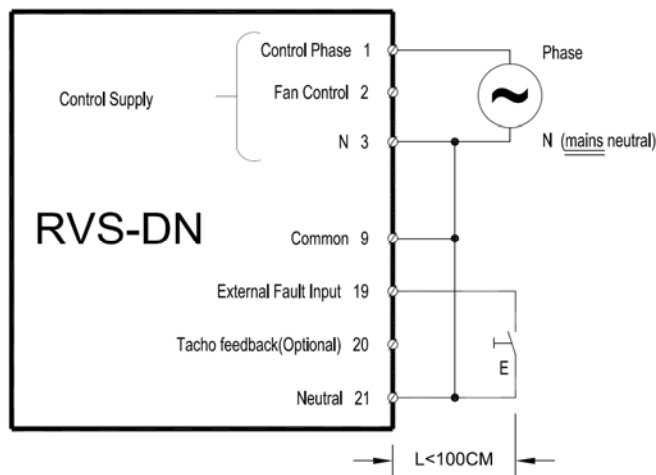 Control Phase 1
Phase
Control Supply
Fan Control 2
N 3
N (mains neutral)
RVS-DN
Common 9
External Fault Input 19
Tacho feedback(Optional) 20
E
Neutral 21
L<100CM